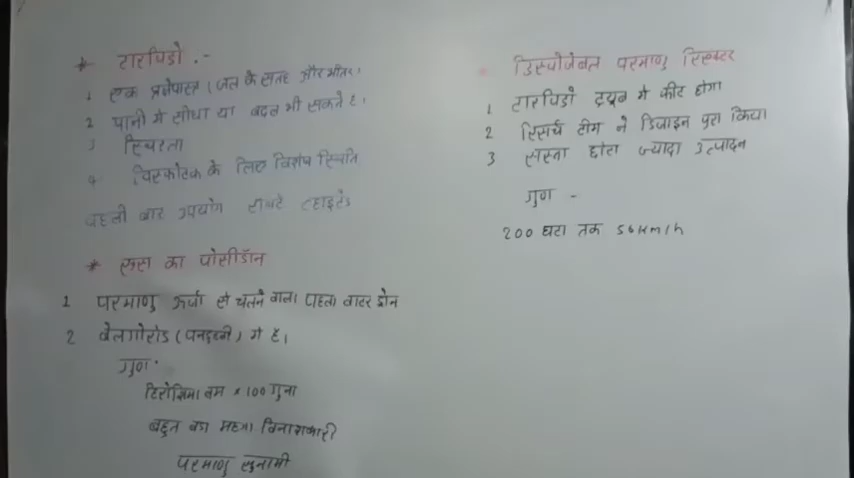 * टारपिडो :-
1 एक प्रक्षेपास्त्र (जल के सतह और भीतर)
2 पानी में सीधा या बदल भी सकते है।
3 स्थिरता
4 विस्फोटक के लिए विशेष स्थिति
पहली बार उपयोग राबर्ट व्हाइटहेड
* रूस का पोसीडॉन
1 परमाणु ऊर्जा से चलने वाला पहला वाटर ड्रोन
2 बेलगोरोड (पनडुब्बी) में है।
गुण -
हिरोशिमा बम * 100 गुना
बहुत बडा महंगा विनाशकारी
परमाणु सुनामी
डिस्पोजेबल परमाणु रिएक्टर
1 टारपिडो ट्यूब में फीट होगा
2 रिसर्च टीम ने डिजाइन पुरा किया
3 सस्ता छोटा ज्यादा उत्पादन
गुण -
200 घंटा तक 56 km/h